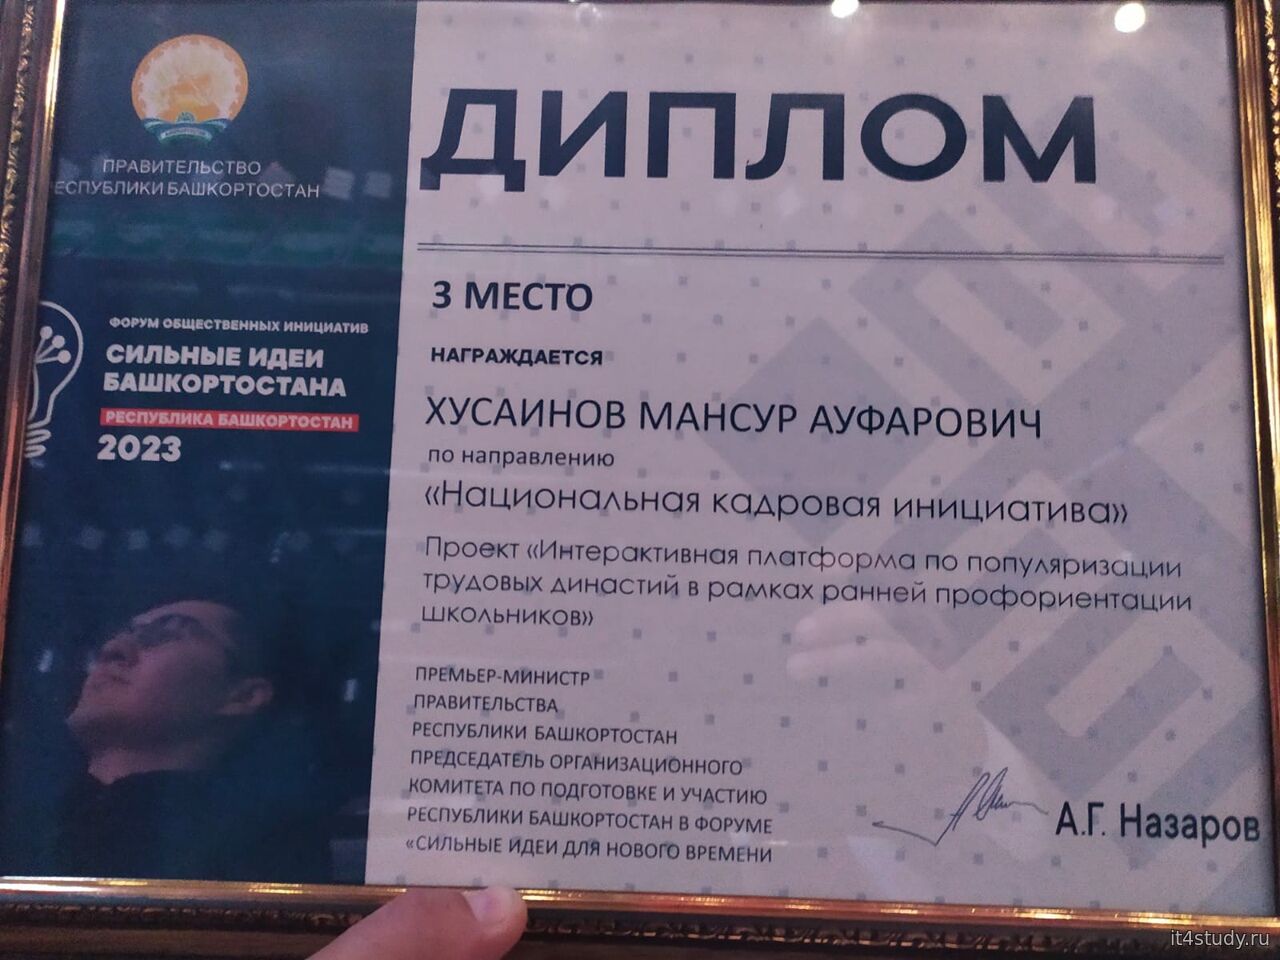 ПРАВИТЕЛЬСТВО
ЕСПУБЛИКИ БАШКОРТОСТАН
ФОРУМ ОБЩЕСТВЕННЫХ ИНИЦИАТИВ
СИЛЬНЫЕ ИДЕИ
БАШКОРТОСТАНА
РЕСПУБЛИКА БАШКОРТОСТАН
2023
ДИПЛОМ
3 МЕСТО
НАГРАЖДАЕТСЯ
ХУСАИНОВ МАНСУР АУФАРОВИЧ
по направлению
«Национальная кадровая инициатива»
Проект «Интерактивная платформа по популяризации
трудовых династий в рамках ранней профориентации
школьников»
ПРЕМЬЕР-МИНИСТР
ПРАВИТЕЛЬСТВА
РЕСПУБЛИКИ БАШКОРТОСТАН
ПРЕДСЕДАТЕЛЬ ОРГАНИЗАЦИОННОГО
КОМИТЕТА ПО ПОДГОТОВКЕ И УЧАСТИЮ
РЕСПУБЛИКИ БАШКОРТОСТАН В ФОРУМЕ
«СИЛЬНЫЕ ИДЕИ ДЛЯ НОВОГО ВРЕМЕНИ
А.Г. Назаров
it4study.ru